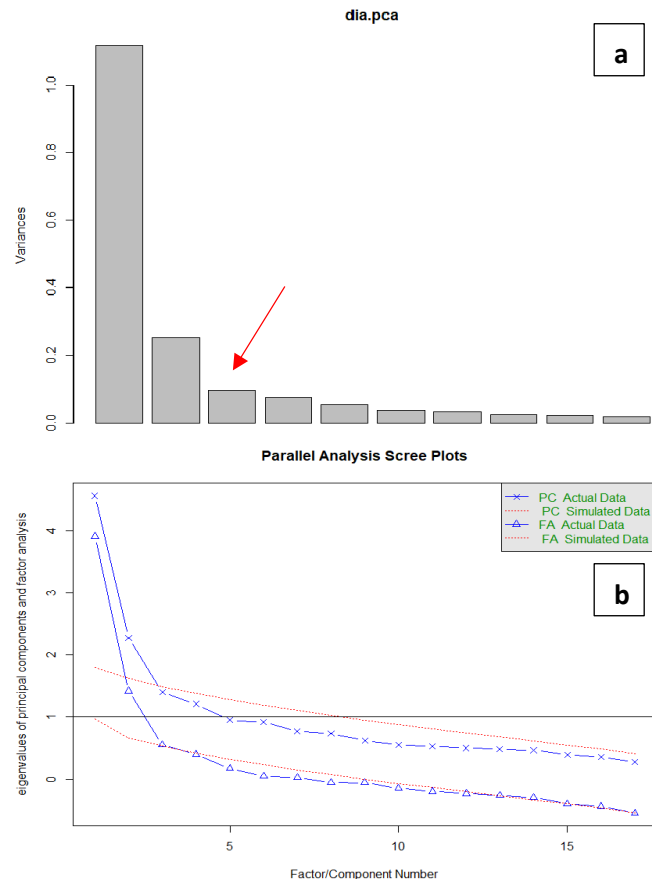 dia.pca
a
Variances
1.0
0.8
0.6
0.4
0.2
0.0
Parallel Analysis Scree Plots
PC Actual Data
PC Simulated Data
FA Actual Data
FA Simulated Data
b
eigenvalues of principal components and factor analysis
4
3
2
1
0
5
10
15
Factor/Component Number